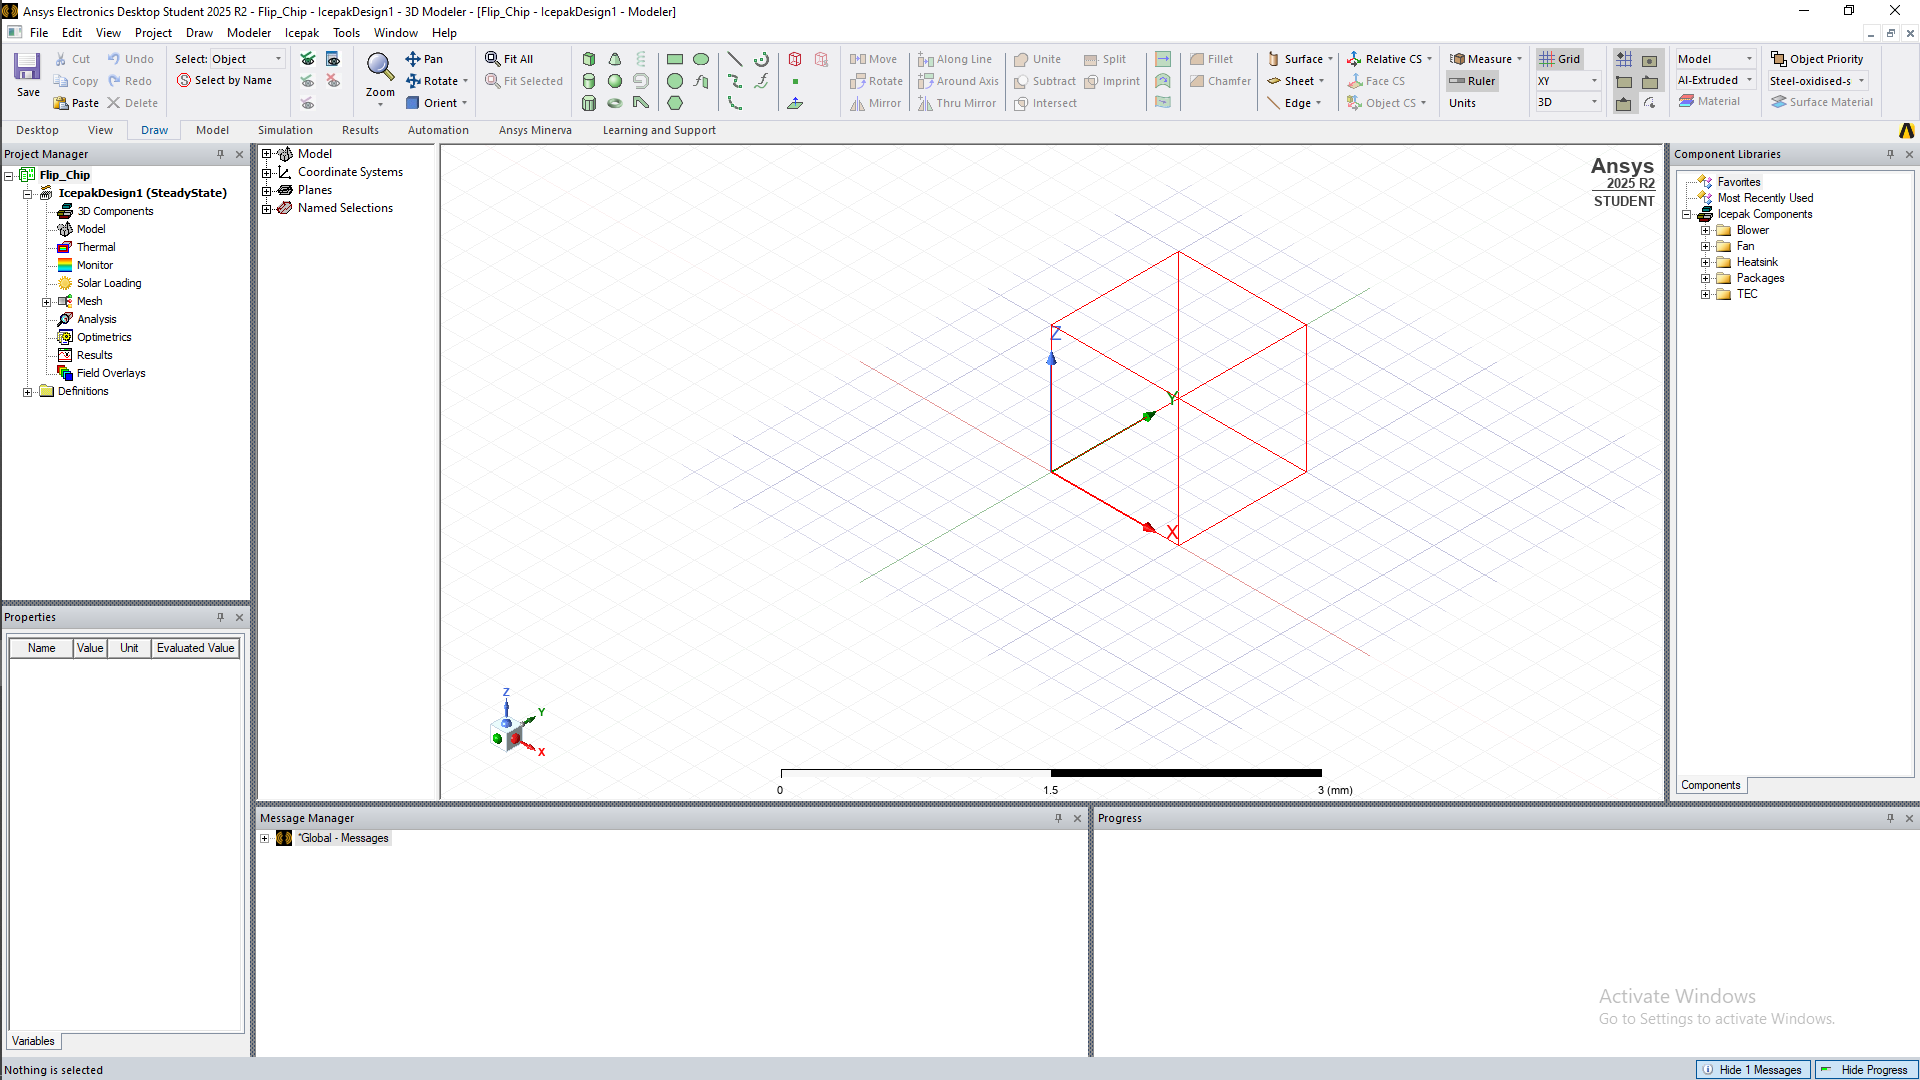 Ansys Electronics Desktop Student 2025 R2 - Flip_Chip - IcepakDesign1 - 3D Modeler - [Flip_Chip - IcepakDesign1 - Modeler]
File Edit View Project Draw Modeler Icepak Tools Window Help
Save
Cut
Copy
Paste
Undo
Redo
Delete
Select: Object
Select by Name
Zoom
Pan
Rotate
Orient
Fit All
Fit Selected
Move
Rotate
Mirror
Along Line
Around Axis
Thru Mirror
Unite
Subtract
Intersect
Split
Imprint
Fillet
Chamfer
Surface
Sheet
Edge
Relative CS
Face CS
Object CS
Measure
Ruler
Units
Grid
XY
3D
Model
Al-Extruded
Material
Object Priority
Steel-oxidised-s
Surface Material
Desktop View Draw Model Simulation Results Automation Ansys Minerva Learning and Support
Project Manager
Flip_Chip
IcepakDesign1 (SteadyState)
3D Components
Model
Thermal
Monitor
Solar Loading
Mesh
Analysis
Optimetrics
Results
Field Overlays
Definitions
Properties
Name Value Unit Evaluated Value
Variables
Model
Coordinate Systems
Planes
Named Selections
Ansys
2025 R2
STUDENT
Z
Y
X
Z
Y
X
0 1.5 3 (mm)
Component Libraries
Favorites
Most Recently Used
Icepak Components
Blower
Fan
Heatsink
Packages
TEC
Components
Message Manager
*Global - Messages
Progress
Activate Windows
Go to Settings to activate Windows.
Nothing is selected
Hide 1 Messages
Hide Progress